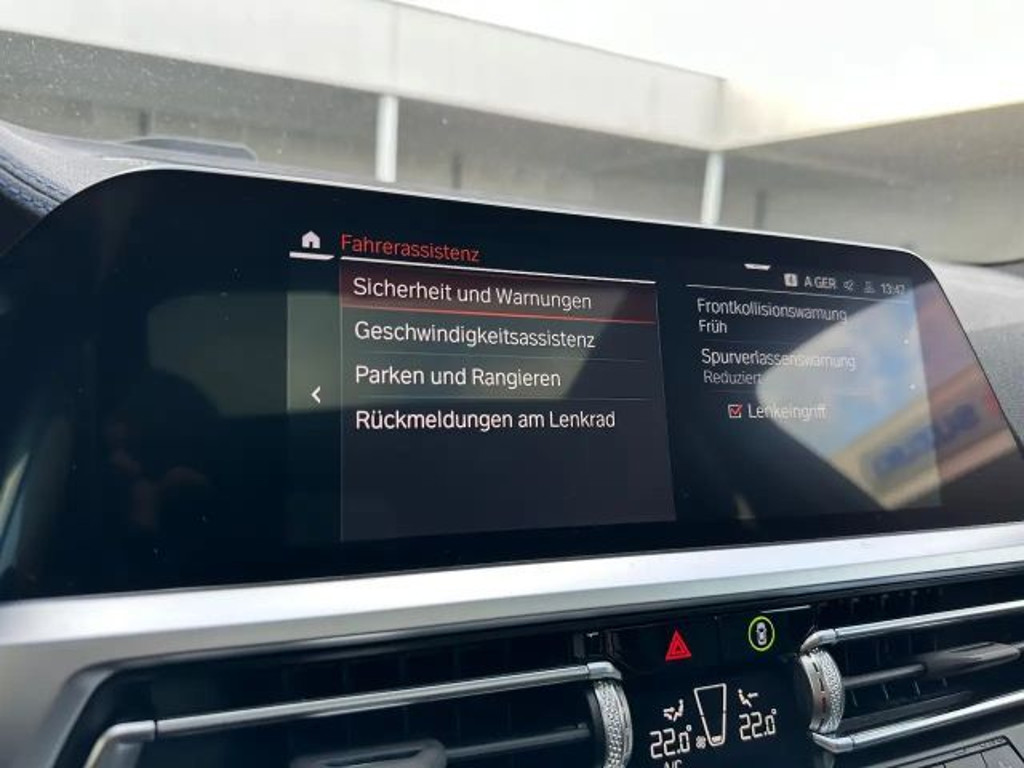 Fahrerassistenz
Sicherheit und Warnungen
Geschwindigkeitsassistenz
Parken und Rangieren
Rückmeldungen am Lenkrad
A GER 13:47
Frontkollisionswarnung
Früh
Spurverlassenswarnung
Reduziert
Lenkeingriff
22.0° 22.0°
A/C